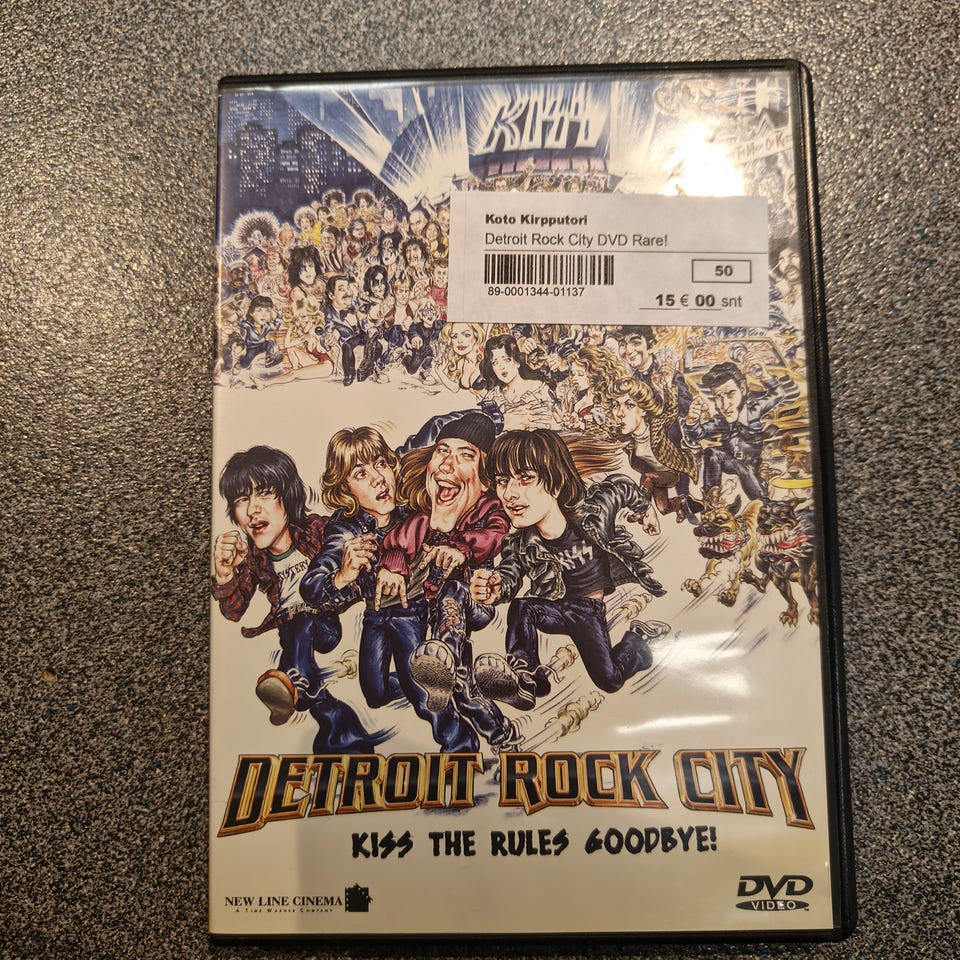 KISS
Koto Kirpputori
Detroit Rock City DVD Rare!
50
89-0001344-01137
15 € 00 snt
KISS
DETROIT ROCK CITY
KISS THE RULES GOODBYE!
NEW LINE CINEMA
A TIME WARNER COMPANY
DVD
VIDEO